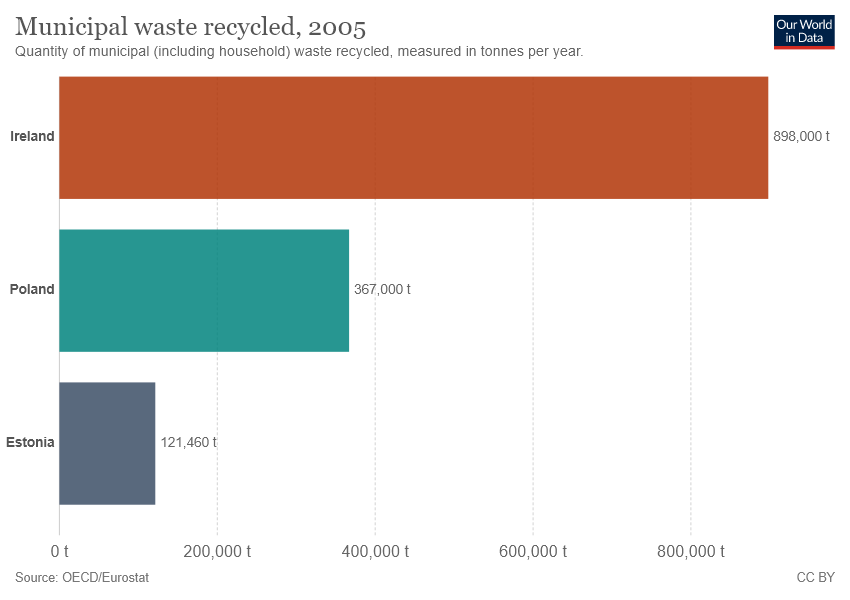 Municipal waste recycled, 2005
Quantity of municipal (including household) waste recycled, measured in tonnes per year.
Our World
in Data
Ireland
898,000 t
Poland
367,000 t
Estonia
121,460 t
0 t
200,000 t
400,000 t
600,000 t
800,000 t
Source: OECD/Eurostat
CC BY